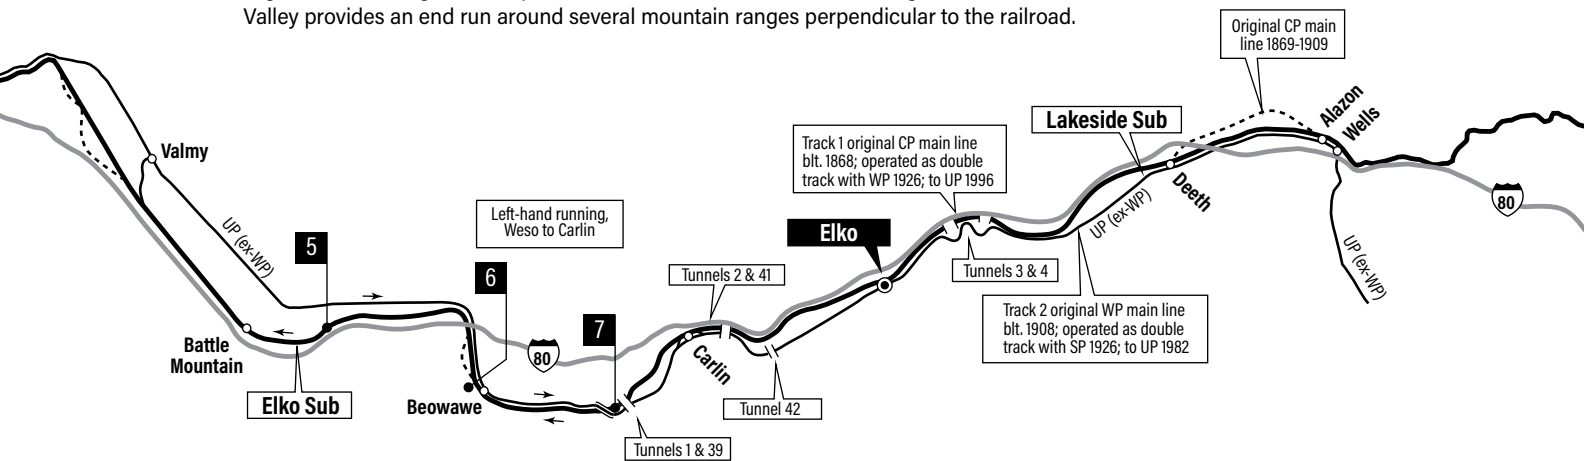 Valley provides an end run around several mountain ranges perpendicular to the railroad.
Original CP main
line 1869-1909
Alazon
Wells
Lakeside Sub
Valmy
Track 1 original CP main line
blt. 1868; operated as double
track with WP 1926; to UP 1996
Deeth
80
Left-hand running,
Weso to Carlin
UP (ex-WP)
UP (ex-WP)
Elko
5
6
Tunnels 3 & 4
UP (ex-WP)
Tunnels 2 & 41
Track 2 original WP main line
blt. 1908; operated as double
track with SP 1926; to UP 1982
7
Battle
Mountain
80
Carlin
Elko Sub
Beowawe
Tunnel 42
Tunnels 1 & 39